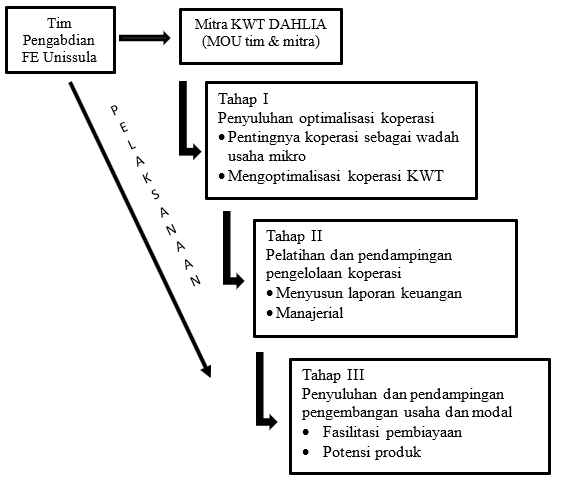 Tim
Pengabdian
FE Unissula
Mitra KWT DAHLIA
(MOU tim & mitra)
PELAKSANAAN
Tahap I
Penyuluhan optimalisasi koperasi
• Pentingnya koperasi sebagai wadah
usaha mikro
• Mengoptimalisasi koperasi KWT
Tahap II
Pelatihan dan pendampingan
pengelolaan koperasi
• Menyusun laporan keuangan
• Manajerial
Tahap III
Penyuluhan dan pendampingan
pengembangan usaha dan modal
• Fasilitasi pembiayaan
• Potensi produk